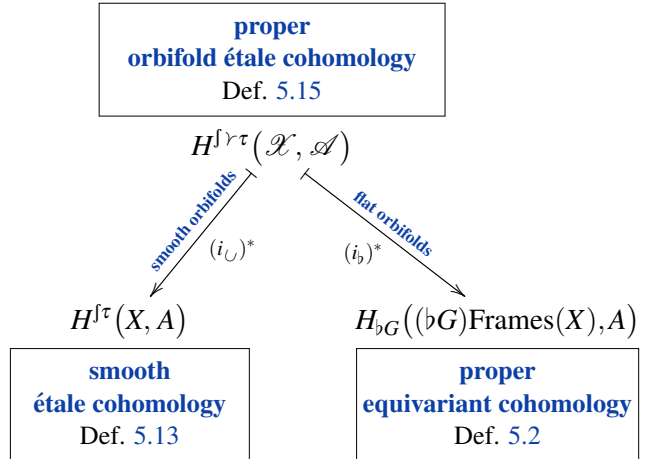 proper
orbifold étale cohomology
Def. 5.15
H^{ʃ⋎τ}(𝒳, 𝒜)
smooth orbifolds
flat orbifolds
(i_◡)*
(i_♭)*
H^{ʃτ}(X, A)
H_{♭G}((♭G)Frames(X), A)
smooth
étale cohomology
Def. 5.13
proper
equivariant cohomology
Def. 5.2